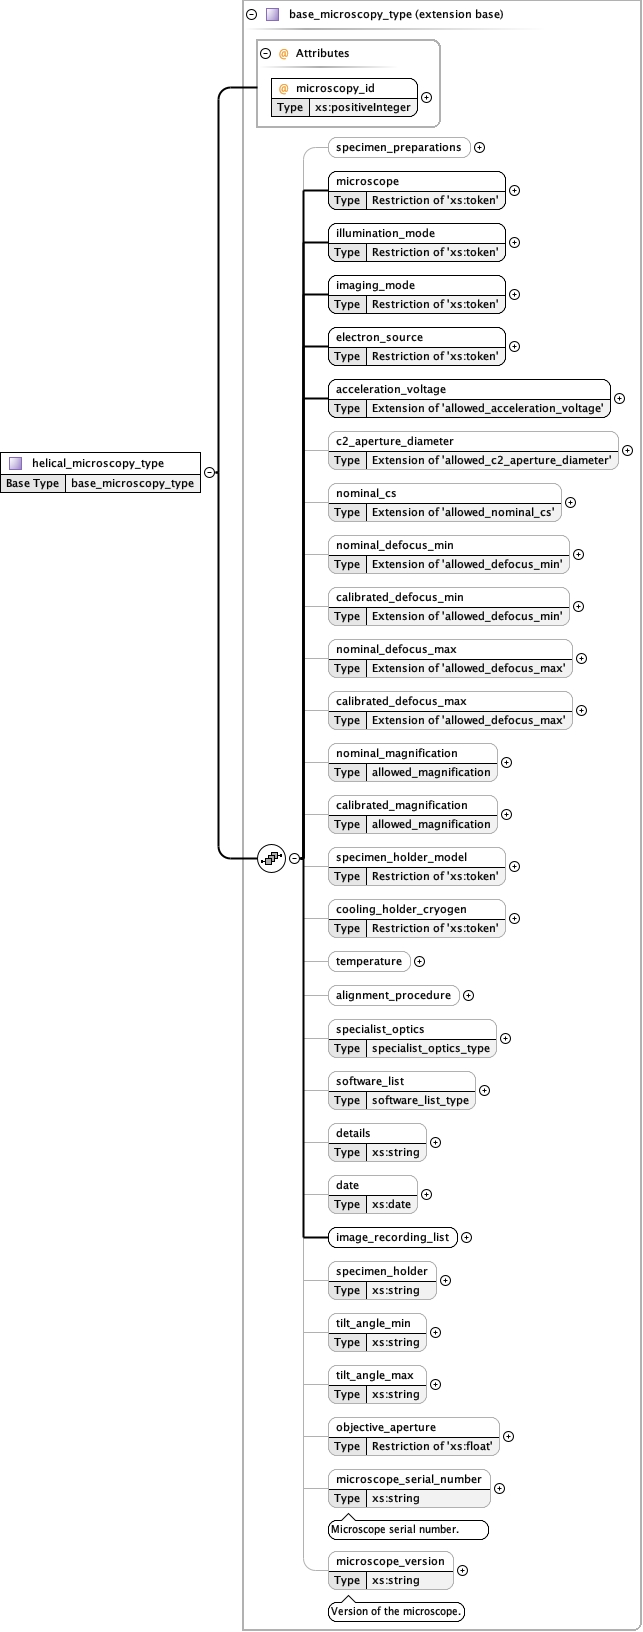 base_microscopy_type (extension base)
@ Attributes
@ microscopy_id
Type xs:positiveInteger
specimen_preparations
microscope
Type Restriction of 'xs:token'
illumination_mode
Type Restriction of 'xs:token'
imaging_mode
Type Restriction of 'xs:token'
electron_source
Type Restriction of 'xs:token'
acceleration_voltage
Type Extension of 'allowed_acceleration_voltage'
c2_aperture_diameter
Type Extension of 'allowed_c2_aperture_diameter'
helical_microscopy_type
Base Type base_microscopy_type
nominal_cs
Type Extension of 'allowed_nominal_cs'
nominal_defocus_min
Type Extension of 'allowed_defocus_min'
calibrated_defocus_min
Type Extension of 'allowed_defocus_min'
nominal_defocus_max
Type Extension of 'allowed_defocus_max'
calibrated_defocus_max
Type Extension of 'allowed_defocus_max'
nominal_magnification
Type allowed_magnification
calibrated_magnification
Type allowed_magnification
specimen_holder_model
Type Restriction of 'xs:token'
cooling_holder_cryogen
Type Restriction of 'xs:token'
temperature
alignment_procedure
specialist_optics
Type specialist_optics_type
software_list
Type software_list_type
details
Type xs:string
date
Type xs:date
image_recording_list
specimen_holder
Type xs:string
tilt_angle_min
Type xs:string
tilt_angle_max
Type xs:string
objective_aperture
Type Restriction of 'xs:float'
microscope_serial_number
Type xs:string
Microscope serial number.
microscope_version
Type xs:string
Version of the microscope.